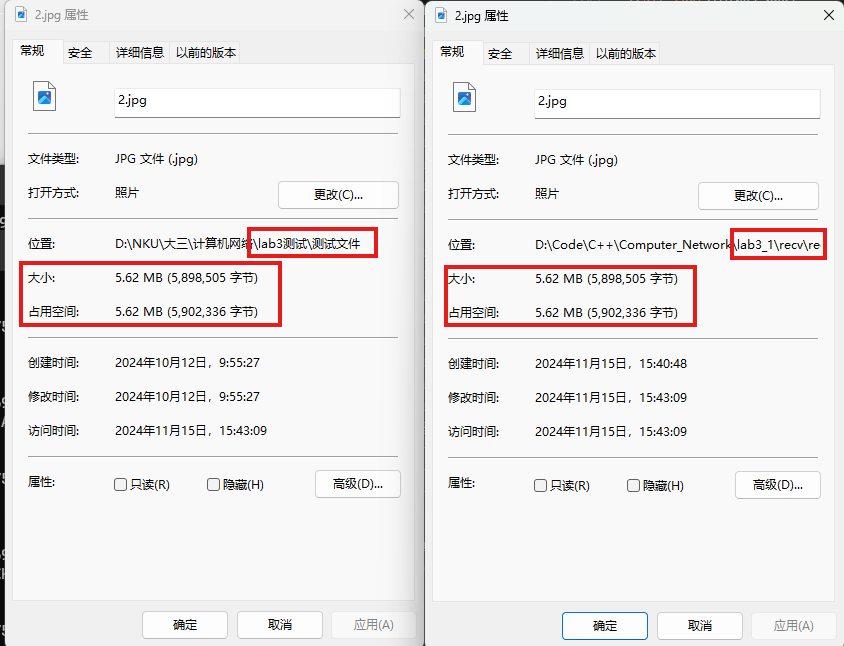 2.jpg 属性
常规
安全
详细信息
以前的版本
2.jpg
文件类型:
JPG 文件 (.jpg)
打开方式:
照片
更改(C)...
位置:
D:\NKU\大三\计算机网络\lab3测试\测试文件
大小:
5.62 MB (5,898,505 字节)
占用空间:
5.62 MB (5,902,336 字节)
创建时间:
2024年10月12日，9:55:27
修改时间:
2024年10月12日，9:55:27
访问时间:
2024年11月15日，15:43:09
属性:
只读(R)
隐藏(H)
高级(D)...
确定
取消
应用(A)
2.jpg 属性
常规
安全
详细信息
以前的版本
2.jpg
文件类型:
JPG 文件 (.jpg)
打开方式:
照片
更改(C)...
位置:
D:\Code\C++\Computer_Network\lab3_1\recv\re
大小:
5.62 MB (5,898,505 字节)
占用空间:
5.62 MB (5,902,336 字节)
创建时间:
2024年11月15日，15:40:48
修改时间:
2024年11月15日，15:43:09
访问时间:
2024年11月15日，15:43:09
属性:
只读(R)
隐藏(H)
高级(D)...
确定
取消
应用(A)